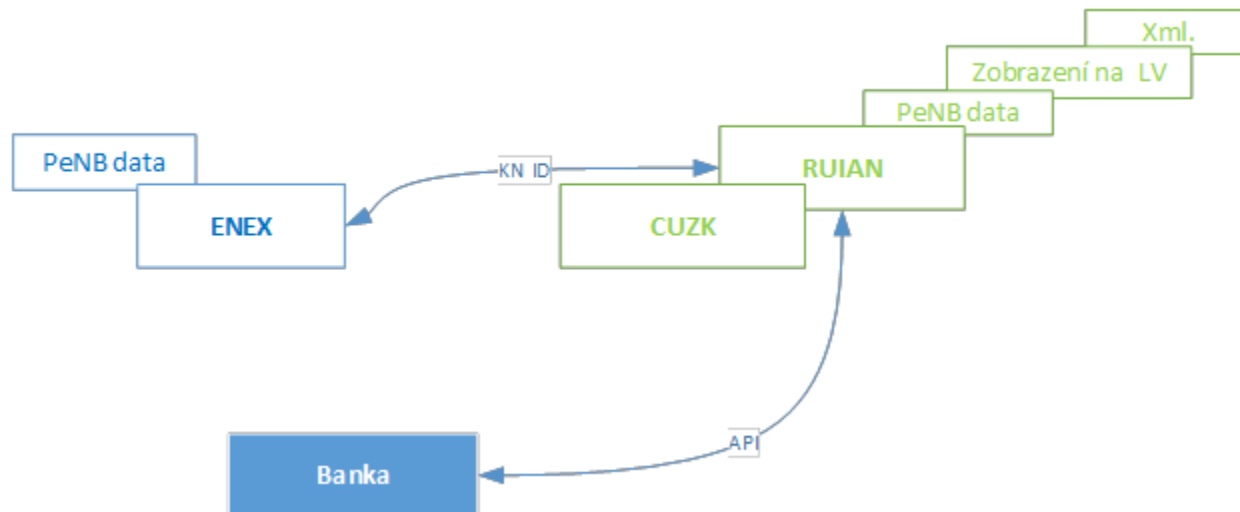 Xml.
Zobrazení na LV
PeNB data
PeNB data
KN ID
RUIAN
ENEX
CUZK
API
Banka